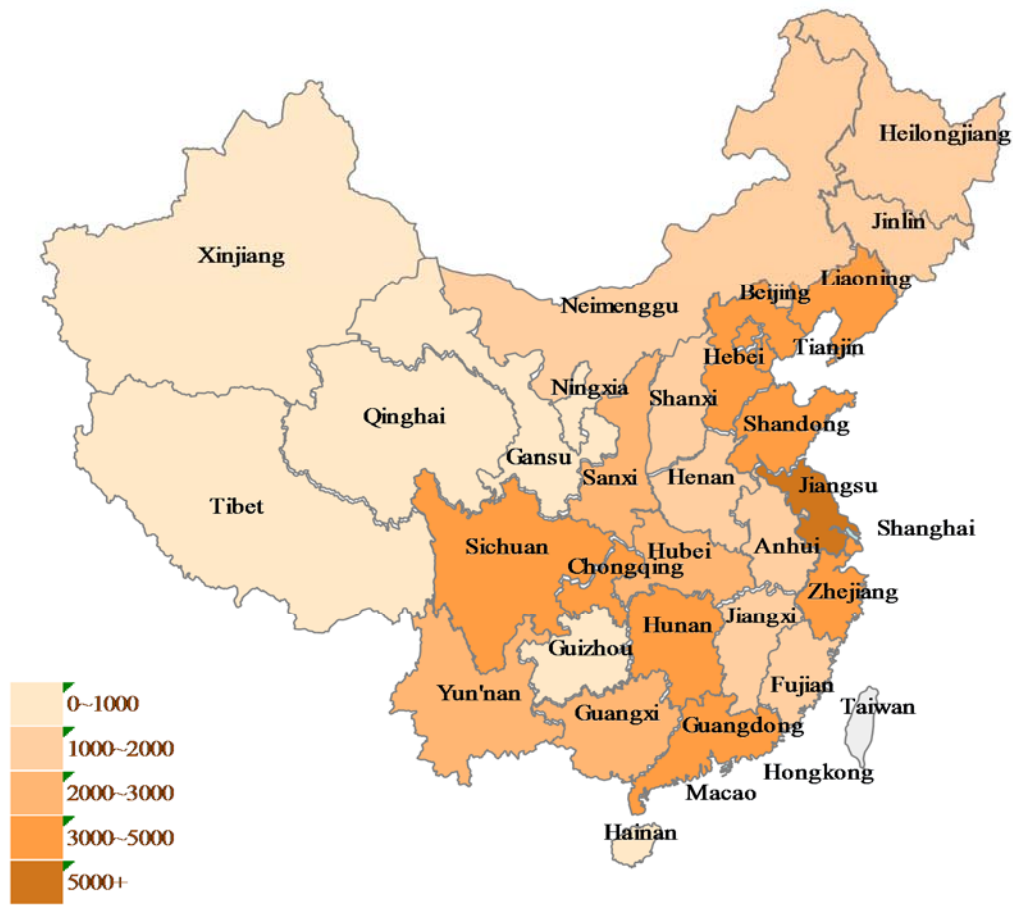 Heilongjiang
Jinlin
Xinjiang
Liaoning
Beijing
Neimenggu
Tianjin
Hebei
Ningxia
Shanxi
Qinghai
Shandong
Gansu
Sanxi
Henan
Jiangsu
Tibet
Shanghai
Sichuan
Anhui
Hubei
Chongqing
Zhejiang
Jiangxi
Hunan
Guizhou
Fujian
Yun'nan
0~1000
Taiwan
Guangxi
Guangdong
1000~2000
Hongkong
2000~3000
Macao
Hainan
3000~5000
5000+